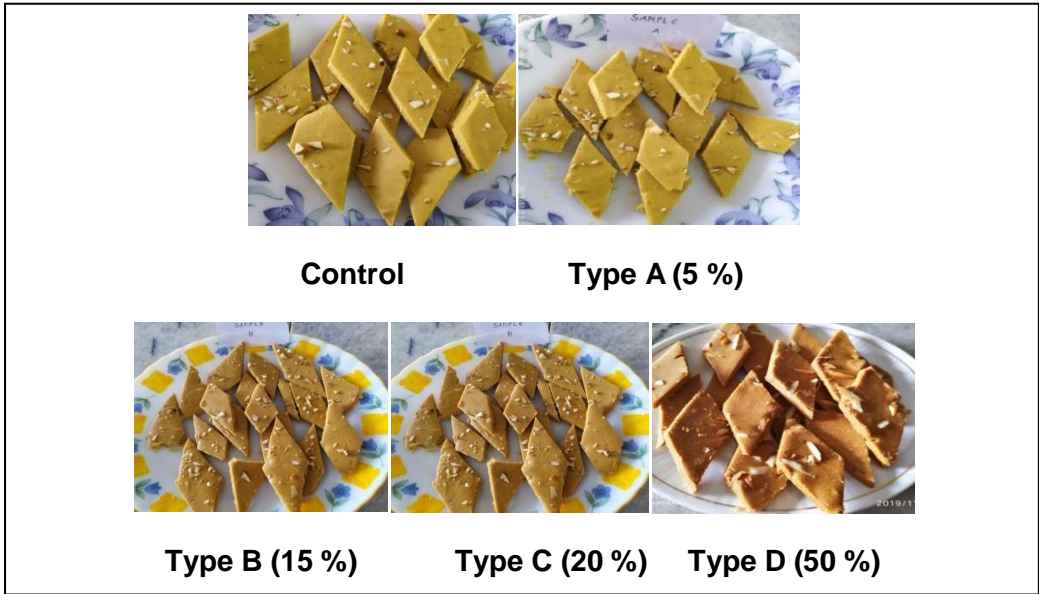 SAMPLE
A
Control
Type A (5 %)
SAMPLE
B
SAMPLE
B
Type B (15 %)
Type C (20 %)
Type D (50 %)
2019/1